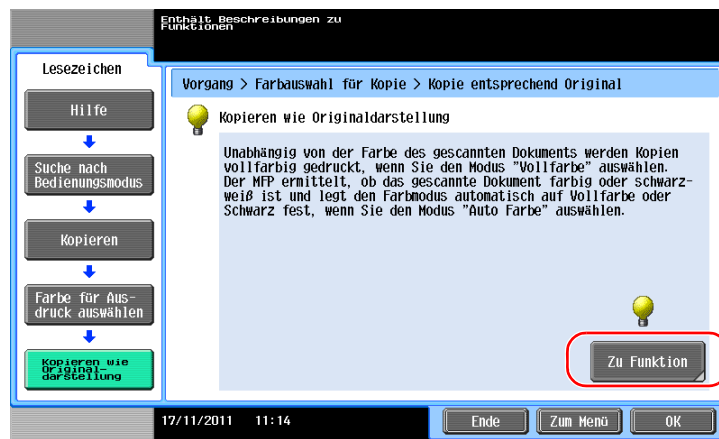 Enthält Beschreibungen zu
Funktionen
Lesezeichen
Hilfe
Suche nach
Bedienungsmodus
Kopieren
Farbe für Aus-
druck auswählen
Kopieren wie
Original-
darstellung
Vorgang > Farbauswahl für Kopie > Kopie entsprechend Original
Kopieren wie Originaldarstellung
Unabhängig von der Farbe des gescannten Dokuments werden Kopien
vollfarbig gedruckt, wenn Sie den Modus "Vollfarbe" auswählen.
Der MFP ermittelt, ob das gescannte Dokument farbig oder schwarz-
weiß ist und legt den Farbmodus automatisch auf Vollfarbe oder
Schwarz fest, wenn Sie den Modus "Auto Farbe" auswählen.
Zu Funktion
17/11/2011 11:14
Ende
Zum Menü
OK